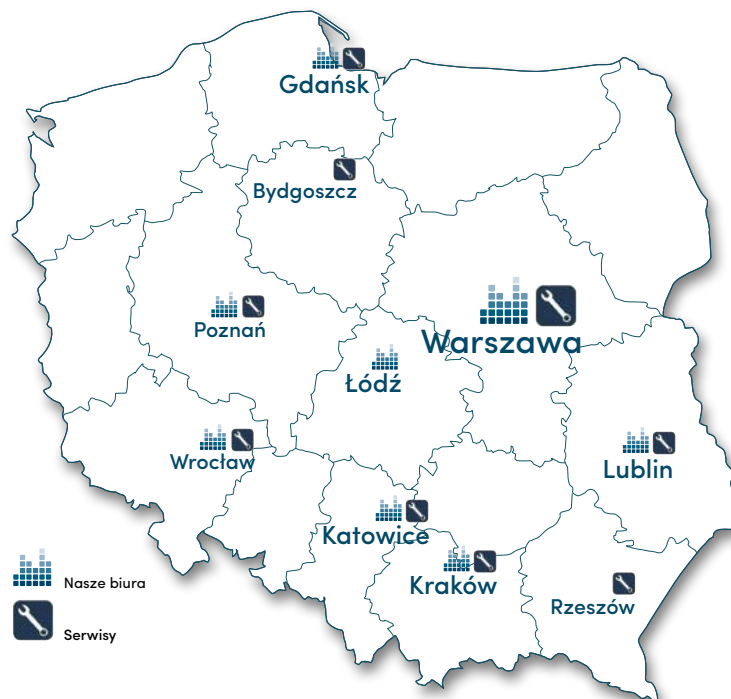 Gdańsk
Bydgoszcz
Poznań
Warszawa
Łódź
Wrocław
Lublin
Katowice
Kraków
Rzeszów
Nasze biura
Serwisy